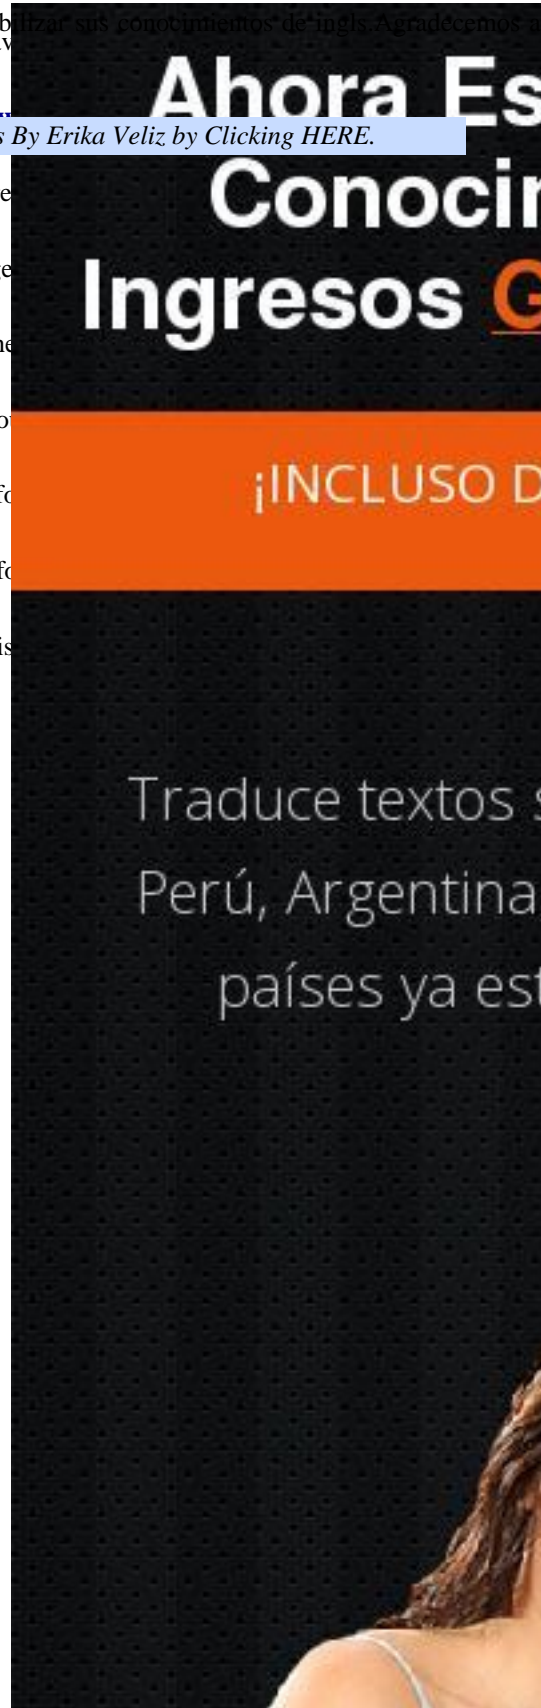 sus conocimientos de ingls.Agradecemos a
Ahora Es
s By Erika Veliz by Clicking HERE.
Conocin
Ingresos G
¡INCLUSO D
Traduce textos s
Perú, Argentina
países ya est